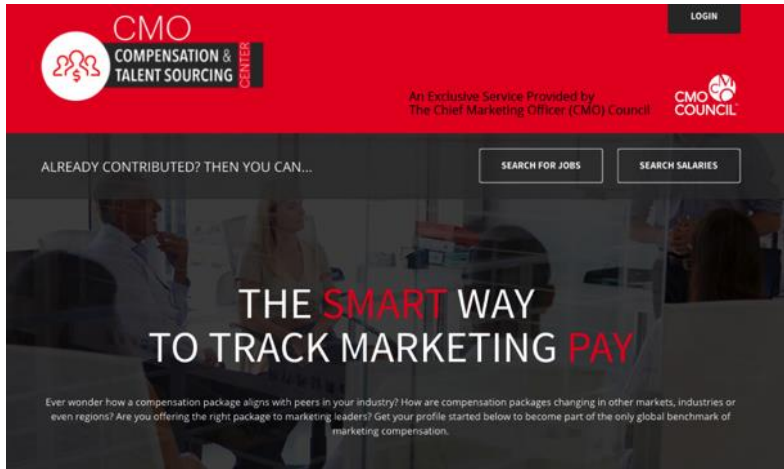 LOGIN
CMO
COMPENSATION &
TALENT SOURCING
CENTER
An Exclusive Service Provided by
The Chief Marketing Officer (CMO) Council
CMO
COUNCIL
ALREADY CONTRIBUTED? THEN YOU CAN...
SEARCH FOR JOBS
SEARCH SALARIES
THE SMART WAY
TO TRACK MARKETING PAY
Ever wonder how a compensation package aligns with peers in your industry? How are compensation packages changing in other markets, industries or
even regions? Are you offering the right package to marketing leaders? Get your profile started below to become part of the only global benchmark of
marketing compensation.